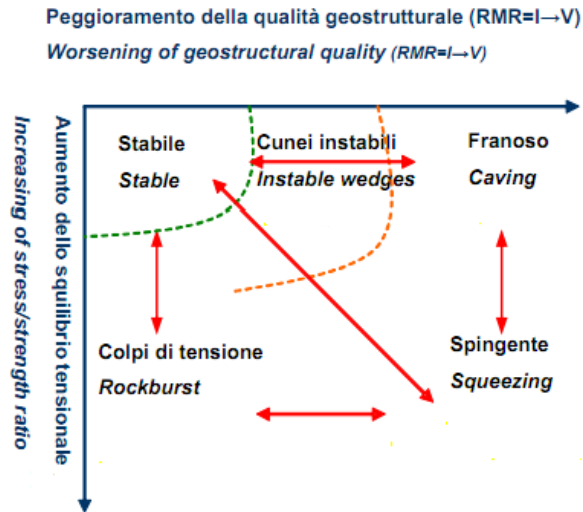 Peggioramento della qualità geostrutturale (RMR=I→V)
Worsening of geostructural quality (RMR=I→V)
Aumento dello squilibrio tensionale
Increasing of stress/strength ratio
Stabile
Stable
Cunei instabili
Instable wedges
Franoso
Caving
Colpi di tensione
Rockburst
Spingente
Squeezing